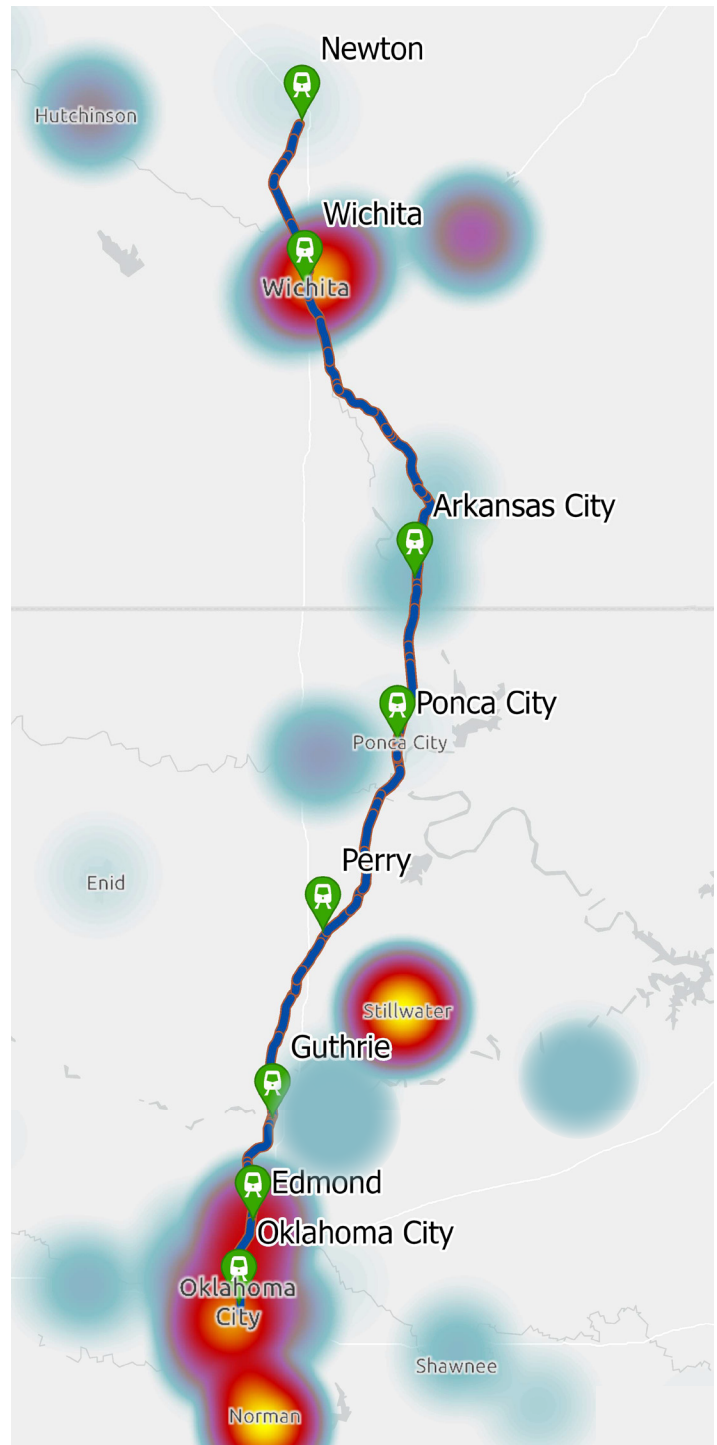 Newton
Hutchinson
Wichita
Wichita
Arkansas City
Ponca City
Ponca City
Perry
Enid
Stillwater
Guthrie
Edmond
Oklahoma City
Oklahoma
City
Shawnee
Norman